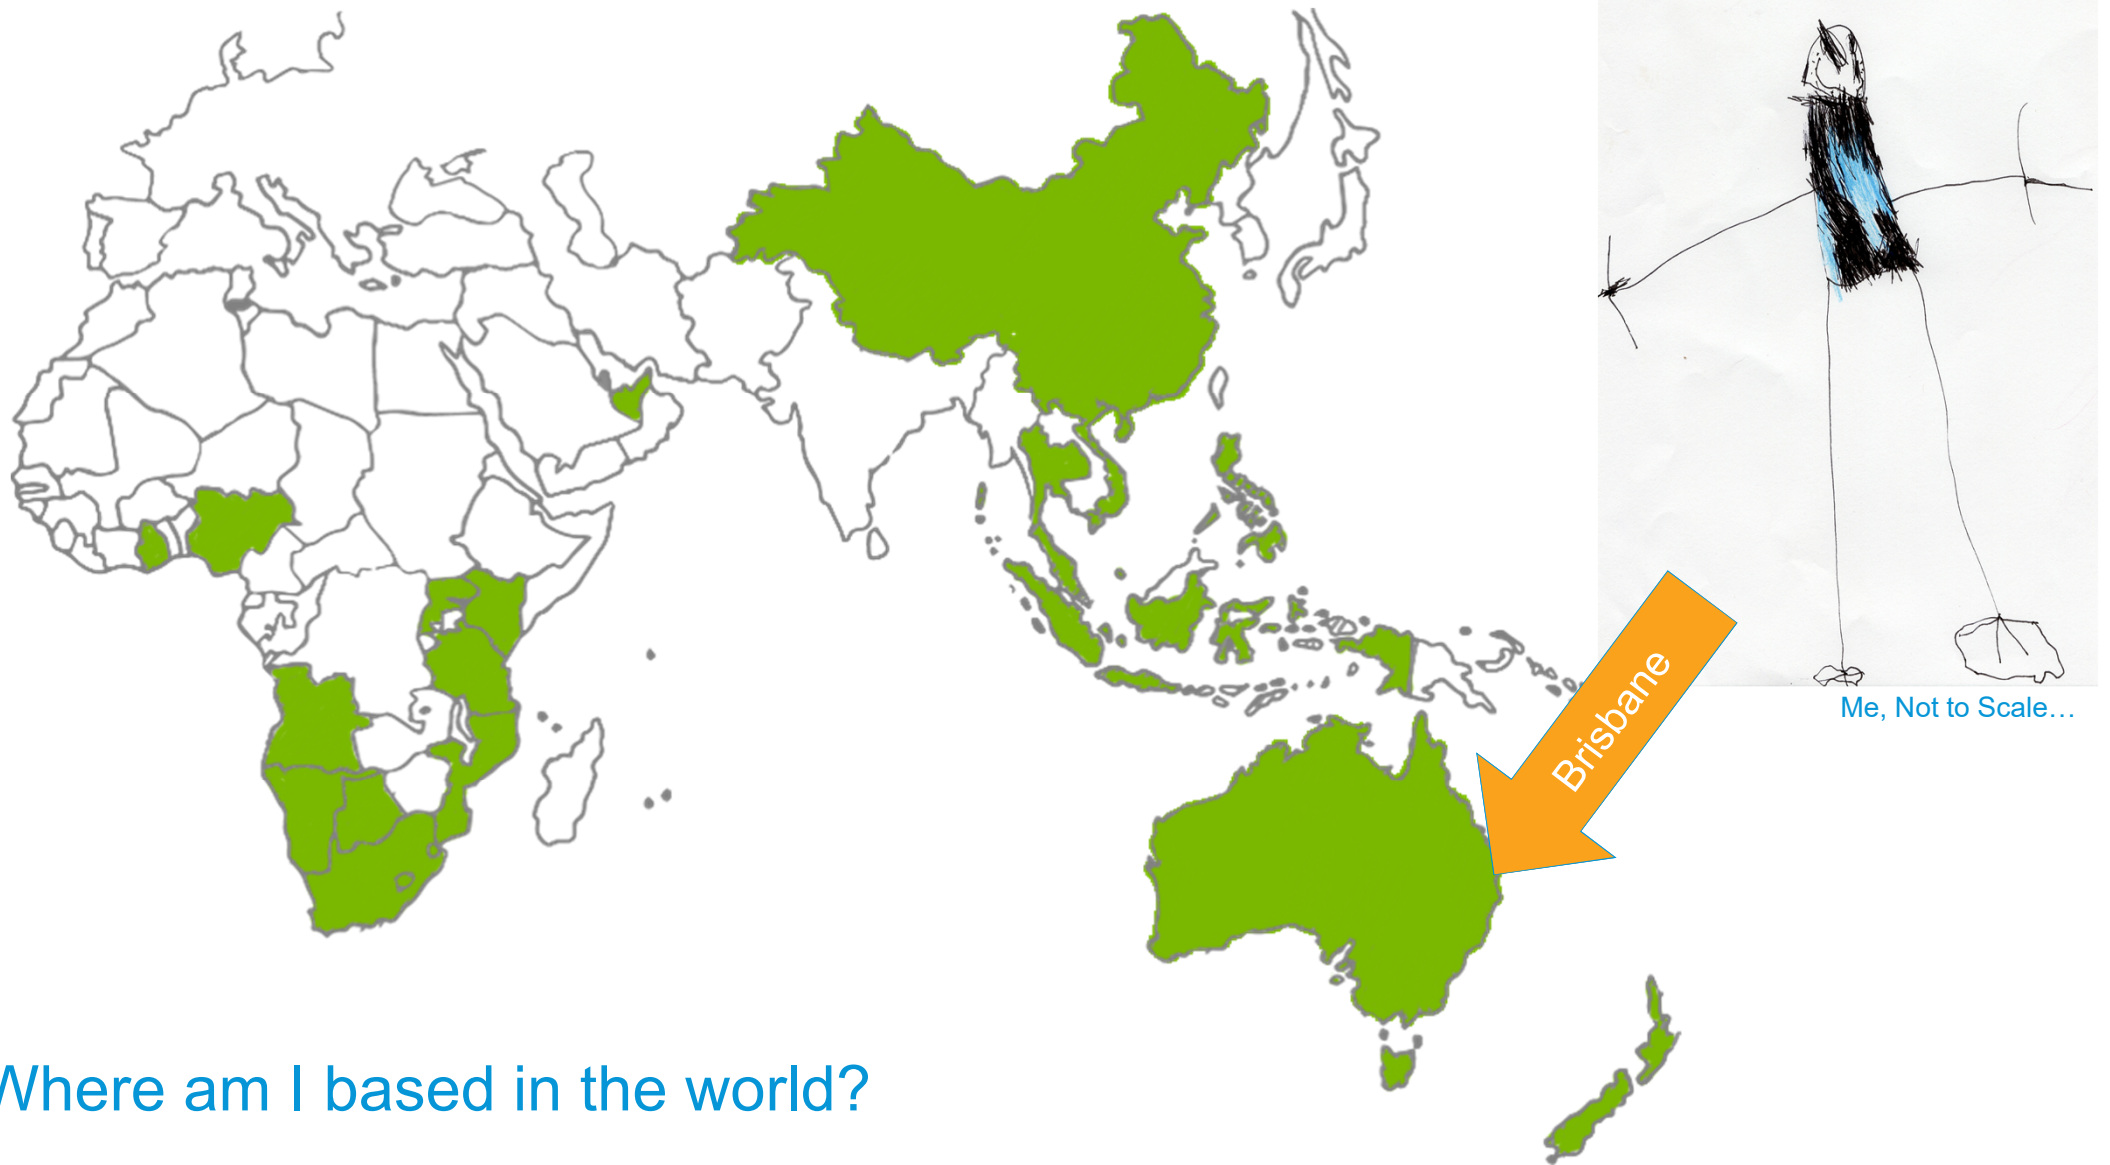 Me, Not to Scale…
Brisbane
Where am I based in the world?